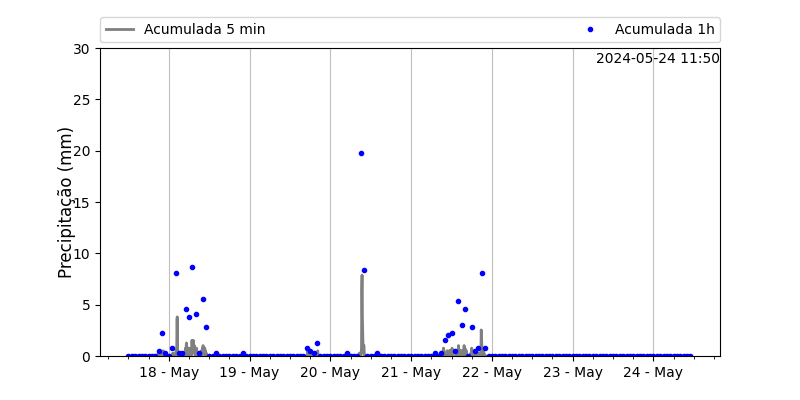 Acumulada 5 min Acumulada 1h
2024-05-24 11:50
Precipitação (mm)
30
25
20
15
10
5
0
18 - May 19 - May 20 - May 21 - May 22 - May 23 - May 24 - May